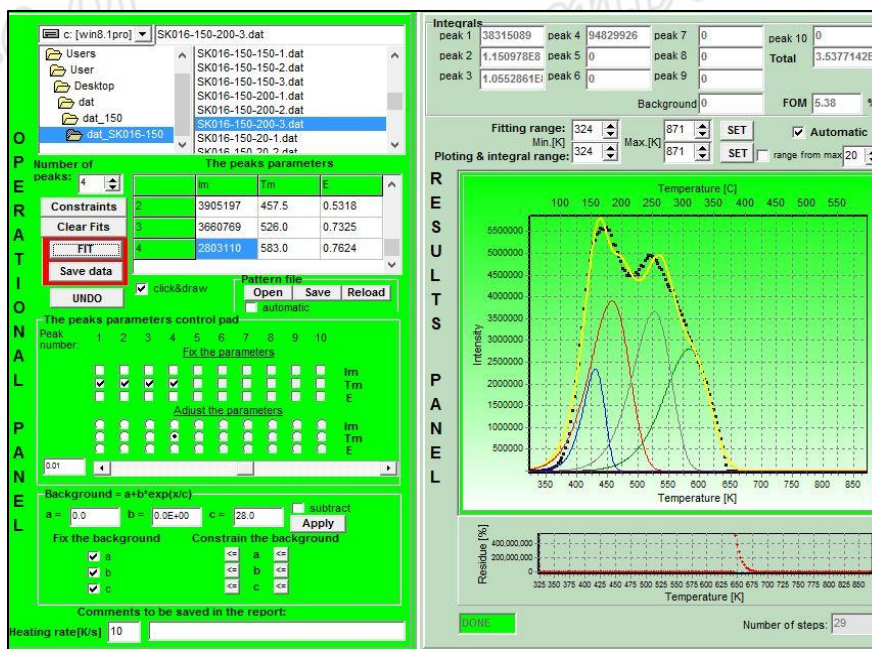 c: [win8.1pro] SK016-150-200-3.dat
Users
User
Desktop
dat
dat_150
dat_SK016-150
SK016-150-150-1.dat
SK016-150-150-2.dat
SK016-150-150-3.dat
SK016-150-200-1.dat
SK016-150-200-2.dat
SK016-150-200-3.dat
SK016-150-20-1.dat
SK016-150-20-2.dat
OPERATIONAL PANEL
Number of peaks: 4
The peaks parameters
Im Tm E
2 3905197 457.5 0.5318
3 3660769 526.0 0.7325
4 2803110 583.0 0.7624
Constraints
Clear Fits
FIT
Save data
UNDO
click&draw
Pattern file
Open Save Reload
automatic
The peaks parameters control pad
Peak number: 1 2 3 4 5 6 7 8 9 10
Fix the parameters
Im
Tm
E
Adjust the parameters
Im
Tm
E
0.01
Background = a+b*exp(x/c)
a = 0.0 b = 0.0E+00 c = 28.0 subtract
Apply
Fix the background Constrain the background
a <= a <=
b <= b <=
c <= c <=
Comments to be saved in the report:
Heating rate[K/s] 10
Integrals
peak 1 38315089 peak 4 94829926 peak 7 0 peak 10 0
peak 2 1.150978E8 peak 5 0 peak 8 0 Total 3.5377142E
peak 3 1.0552861E peak 6 0 peak 9 0
Background 0 FOM 5.38 %
Fitting range: 324 871 SET Automatic
Min.[K] Max.[K]
Ploting & integral range: 324 871 SET range from max 20
RESULTS PANEL
Temperature [C]
100 150 200 250 300 350 400 450 500 550
Intensity
5500000
5000000
4500000
4000000
3500000
3000000
2500000
2000000
1500000
1000000
500000
350 400 450 500 550 600 650 700 750 800 850
Temperature [K]
Residue [%]
400,000,000
200,000,000
0
325 350 375 400 425 450 475 500 525 550 575 600 625 650 675 700 725 750 775 800 825 850
Temperature [K]
DONE
Number of steps: 29